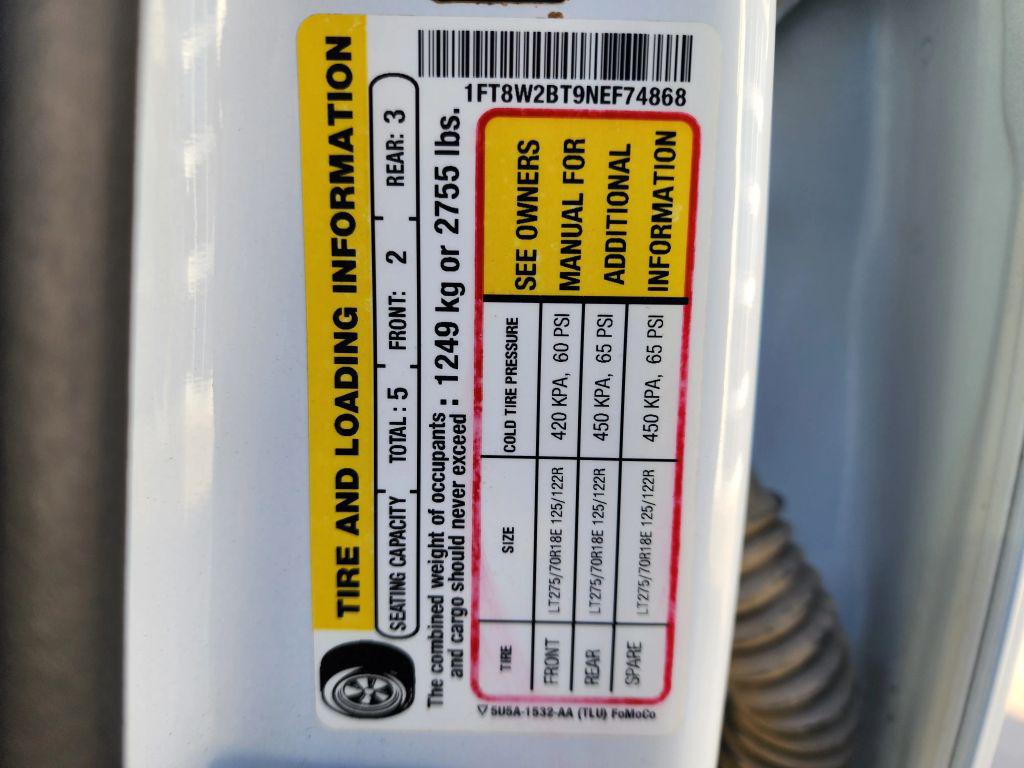 TIRE AND LOADING INFORMATION
SEATING CAPACITY TOTAL: 5 FRONT: 2 REAR: 3
The combined weight of occupants
and cargo should never exceed : 1249 kg or 2755 lbs.
1FT8W2BT9NEF74868
TIRE SIZE COLD TIRE PRESSURE
FRONT LT275/70R18E 125/122R 420 KPA, 60 PSI
REAR LT275/70R18E 125/122R 450 KPA, 65 PSI
SPARE LT275/70R18E 125/122R 450 KPA, 65 PSI
SEE OWNERS
MANUAL FOR
ADDITIONAL
INFORMATION
5U5A-1532-AA (TLU) FoMoCo